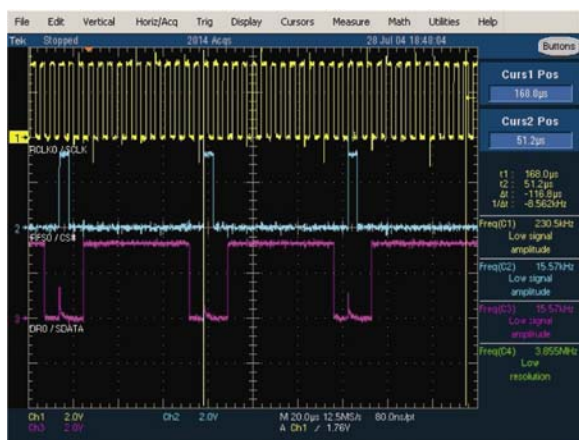 File Edit Vertical Horiz/Acq Trig Display Cursors Measure Math Utilities Help
Tek Stopped 2014 Acqs 28 Jul 04 18:48:04
Buttons
Curs1 Pos
168.0µs
Curs2 Pos
51.2µs
t1 : 168.0µs
t2 : 51.2µs
Δt : -116.8µs
1/Δt : -8.562kHz
1
RCLK0 / SCLK
Freq(C1) 230.5kHz
Low signal
amplitude
2
RFS0 / CS#
Freq(C2) 15.57kHz
Low signal
amplitude
Freq(C3) 15.57kHz
Low signal
amplitude
3
DR0 / SDATA
Freq(C4) 3.855MHz
Low
resolution
Ch1 2.0V Ch2 2.0V M 20.0µs 12.5MS/s 80.0ns/pt
Ch3 2.0V A Ch1 / 1.76V